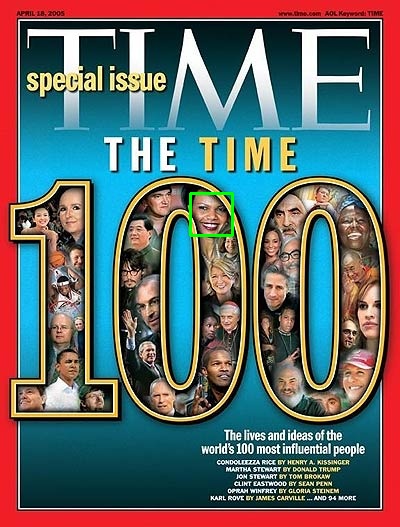 APRIL 18, 2005
www.time.com AOL Keyword: TIME
TIME
special issue
THE TIME
100
The lives and ideas of the
world's 100 most influential people
CONDOLEEZZA RICE BY HENRY A. KISSINGER
MARTHA STEWART BY DONALD TRUMP
JON STEWART BY TOM BROKAW
CLINT EASTWOOD BY SEAN PENN
OPRAH WINFREY BY GLORIA STEINEM
KARL ROVE BY JAMES CARVILLE ... AND 94 MORE